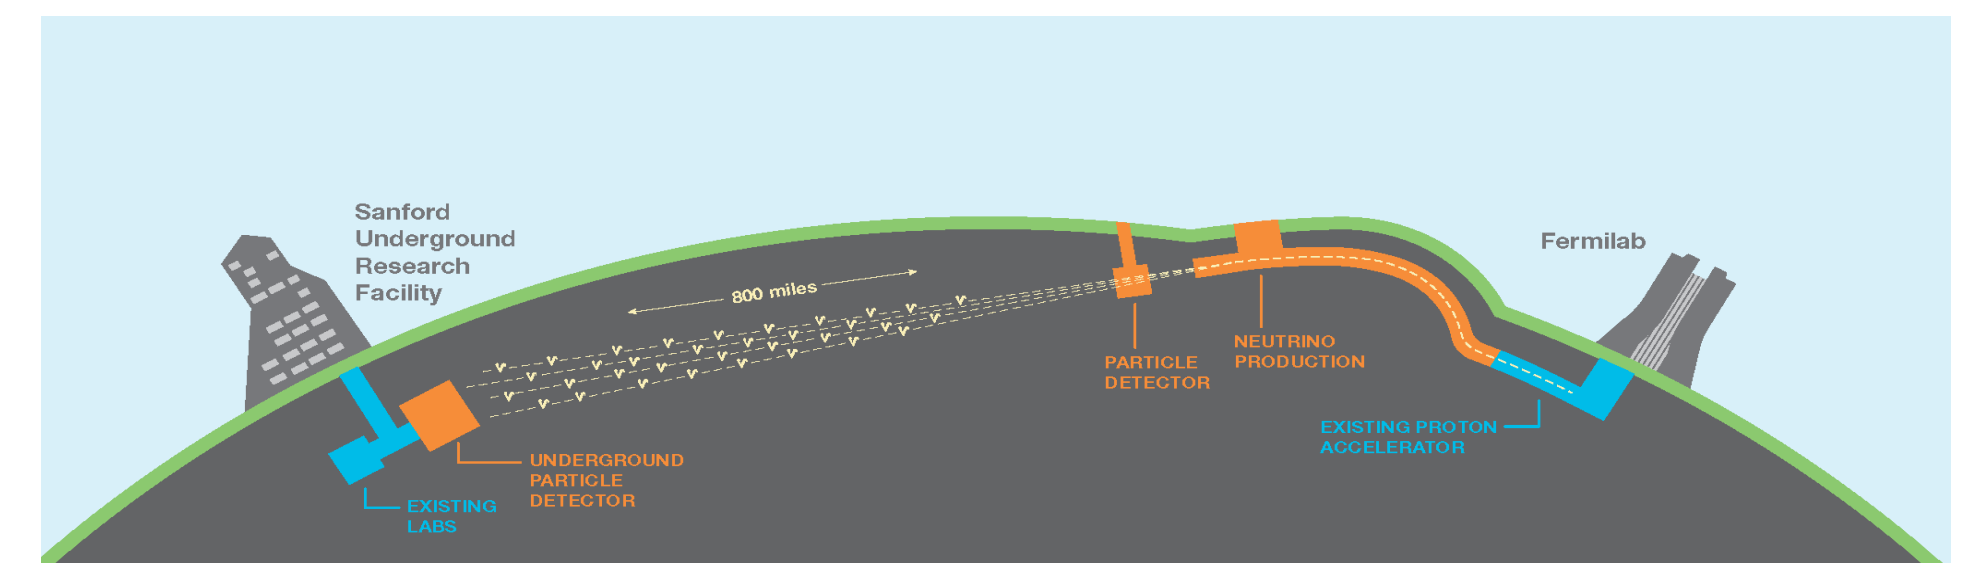 Sanford
Underground
Research
Facility
Fermilab
800 miles
PARTICLE
DETECTOR
NEUTRINO
PRODUCTION
EXISTING PROTON
ACCELERATOR
UNDERGROUND
PARTICLE
DETECTOR
EXISTING
LABS